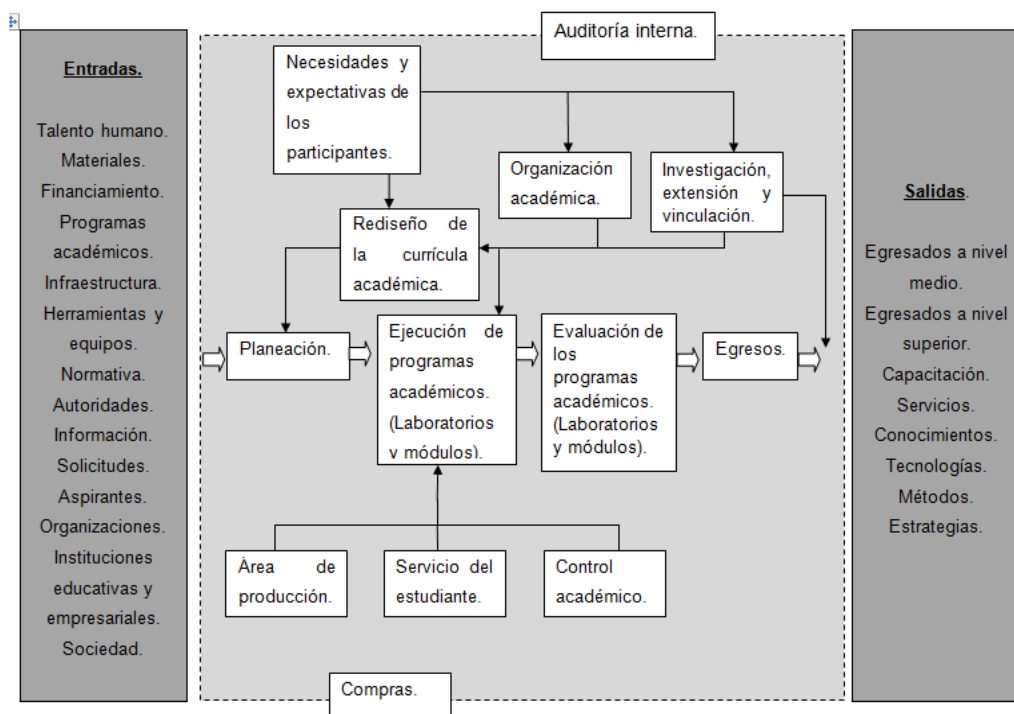 Auditoría interna.
Entradas.
Talento humano.
Materiales.
Financiamiento.
Programas
académicos.
Infraestructura.
Herramientas y
equipos.
Normativa.
Autoridades.
Información.
Solicitudes.
Aspirantes.
Organizaciones.
Instituciones
educativas y
empresariales.
Sociedad.
Necesidades y
expectativas de
los
participantes.
Organización
académica.
Investigación,
extensión y
vinculación.
Rediseño de
la currícula
académica.
Planeación.
Ejecución de
programas
académicos.
(Laboratorios
y módulos).
Evaluación de
los
programas
académicos.
(Laboratorios
y módulos).
Egresos.
Área de
producción.
Servicio del
estudiante.
Control
académico.
Compras.
Salidas.
Egresados a nivel
medio.
Egresados a nivel
superior.
Capacitación.
Servicios.
Conocimientos.
Tecnologías.
Métodos.
Estrategias.